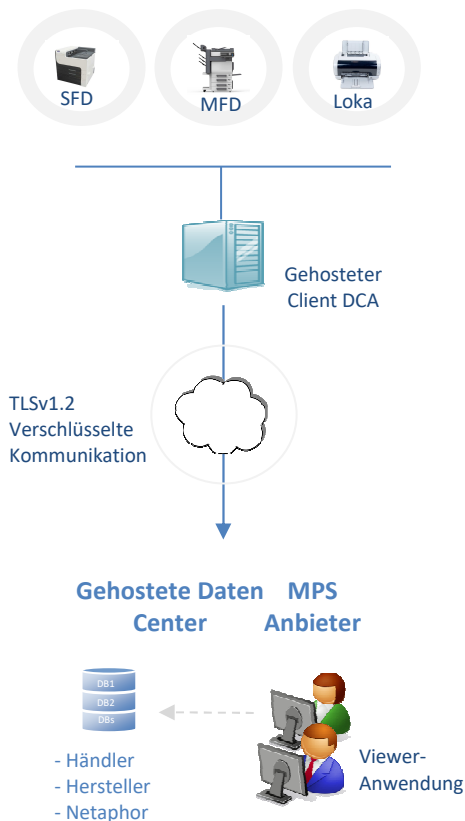 SFD
MFD
Loka
Gehosteter
Client DCA
TLSv1.2
Verschlüsselte
Kommunikation
Gehostete Daten
Center
MPS
Anbieter
DB1
DB2
DBs
- Händler
- Hersteller
- Netaphor
Viewer-
Anwendung